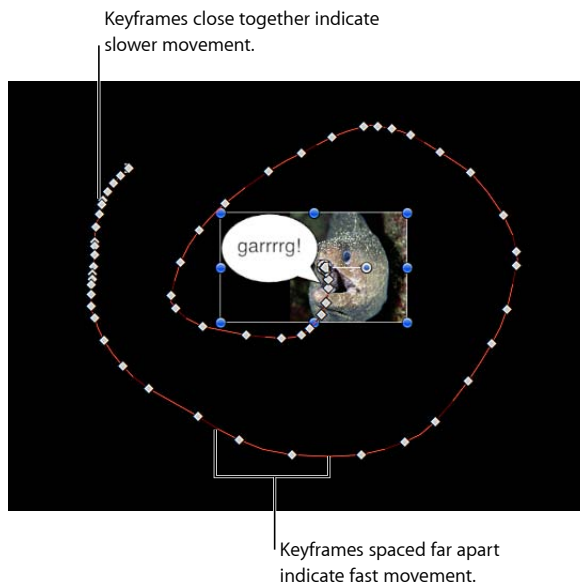 Keyframes close together indicate
slower movement.
garrrrg!
Keyframes spaced far apart
indicate fast movement.